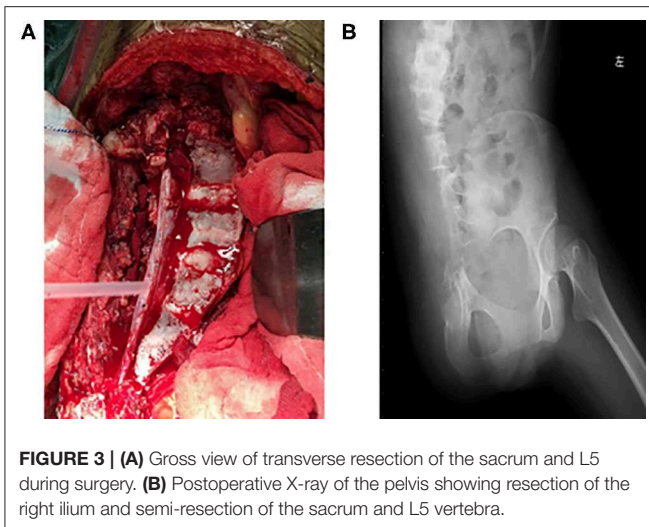 A
B
FIGURE 3 | (A) Gross view of transverse resection of the sacrum and L5
during surgery. (B) Postoperative X-ray of the pelvis showing resection of the
right ilium and semi-resection of the sacrum and L5 vertebra.